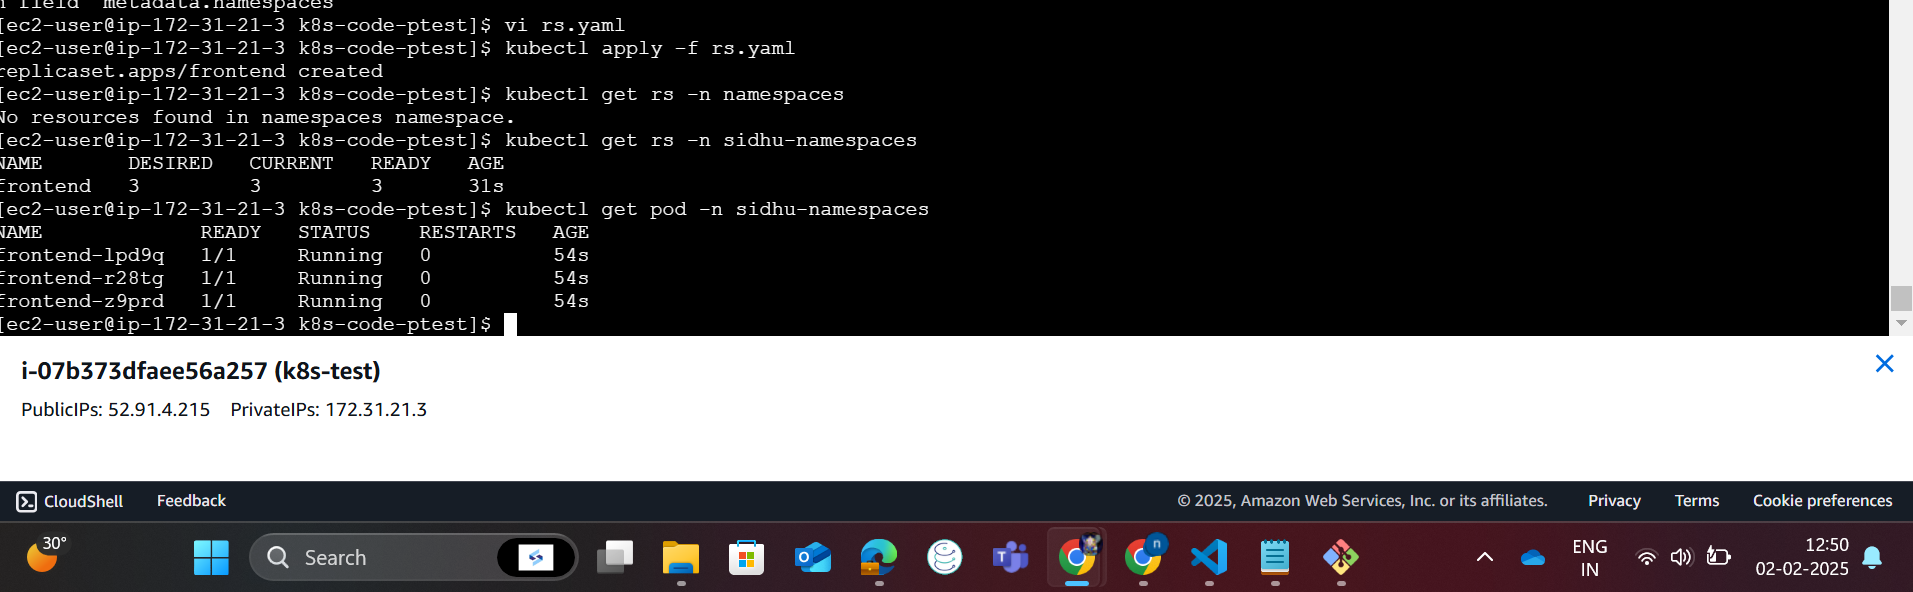 n field "metadata.namespaces"
[ec2-user@ip-172-31-21-3 k8s-code-ptest]$ vi rs.yaml
[ec2-user@ip-172-31-21-3 k8s-code-ptest]$ kubectl apply -f rs.yaml
replicaset.apps/frontend created
[ec2-user@ip-172-31-21-3 k8s-code-ptest]$ kubectl get rs -n namespaces
No resources found in namespaces namespace.
[ec2-user@ip-172-31-21-3 k8s-code-ptest]$ kubectl get rs -n sidhu-namespaces
NAME DESIRED CURRENT READY AGE
frontend 3 3 3 31s
[ec2-user@ip-172-31-21-3 k8s-code-ptest]$ kubectl get pod -n sidhu-namespaces
NAME READY STATUS RESTARTS AGE
frontend-lpd9q 1/1 Running 0 54s
frontend-r28tg 1/1 Running 0 54s
frontend-z9prd 1/1 Running 0 54s
[ec2-user@ip-172-31-21-3 k8s-code-ptest]$
i-07b373dfaee56a257 (k8s-test)
PublicIPs: 52.91.4.215 PrivateIPs: 172.31.21.3
CloudShell Feedback © 2025, Amazon Web Services, Inc. or its affiliates. Privacy Terms Cookie preferences
30°
Search
n
ENG
IN
12:50
02-02-2025